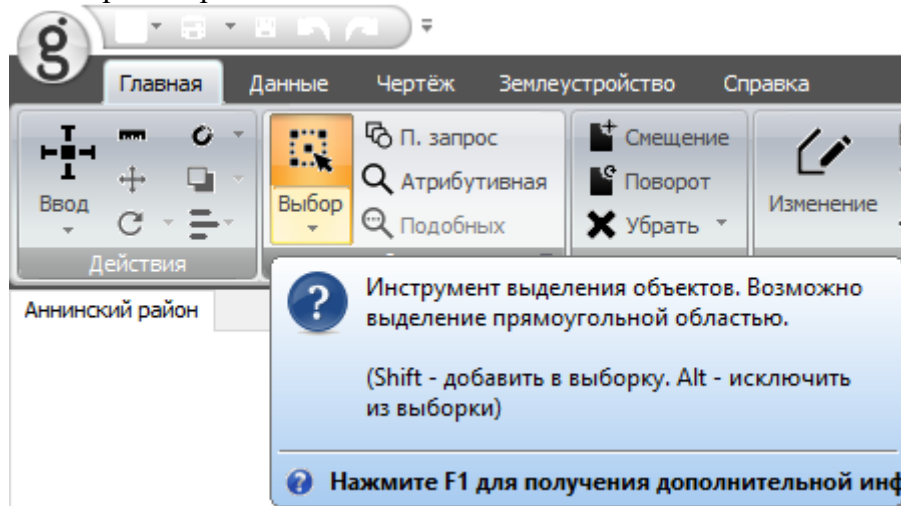 g
Главная Данные Чертёж Землеустройство Справка
П. запрос Смещение
Атрибутивная Поворот
Ввод Выбор Изменение
Подобных Убрать
Действия
Аннинский район
Инструмент выделения объектов. Возможно
выделение прямоугольной областью.
(Shift - добавить в выборку. Alt - исключить
из выборки)
Нажмите F1 для получения дополнительной инф